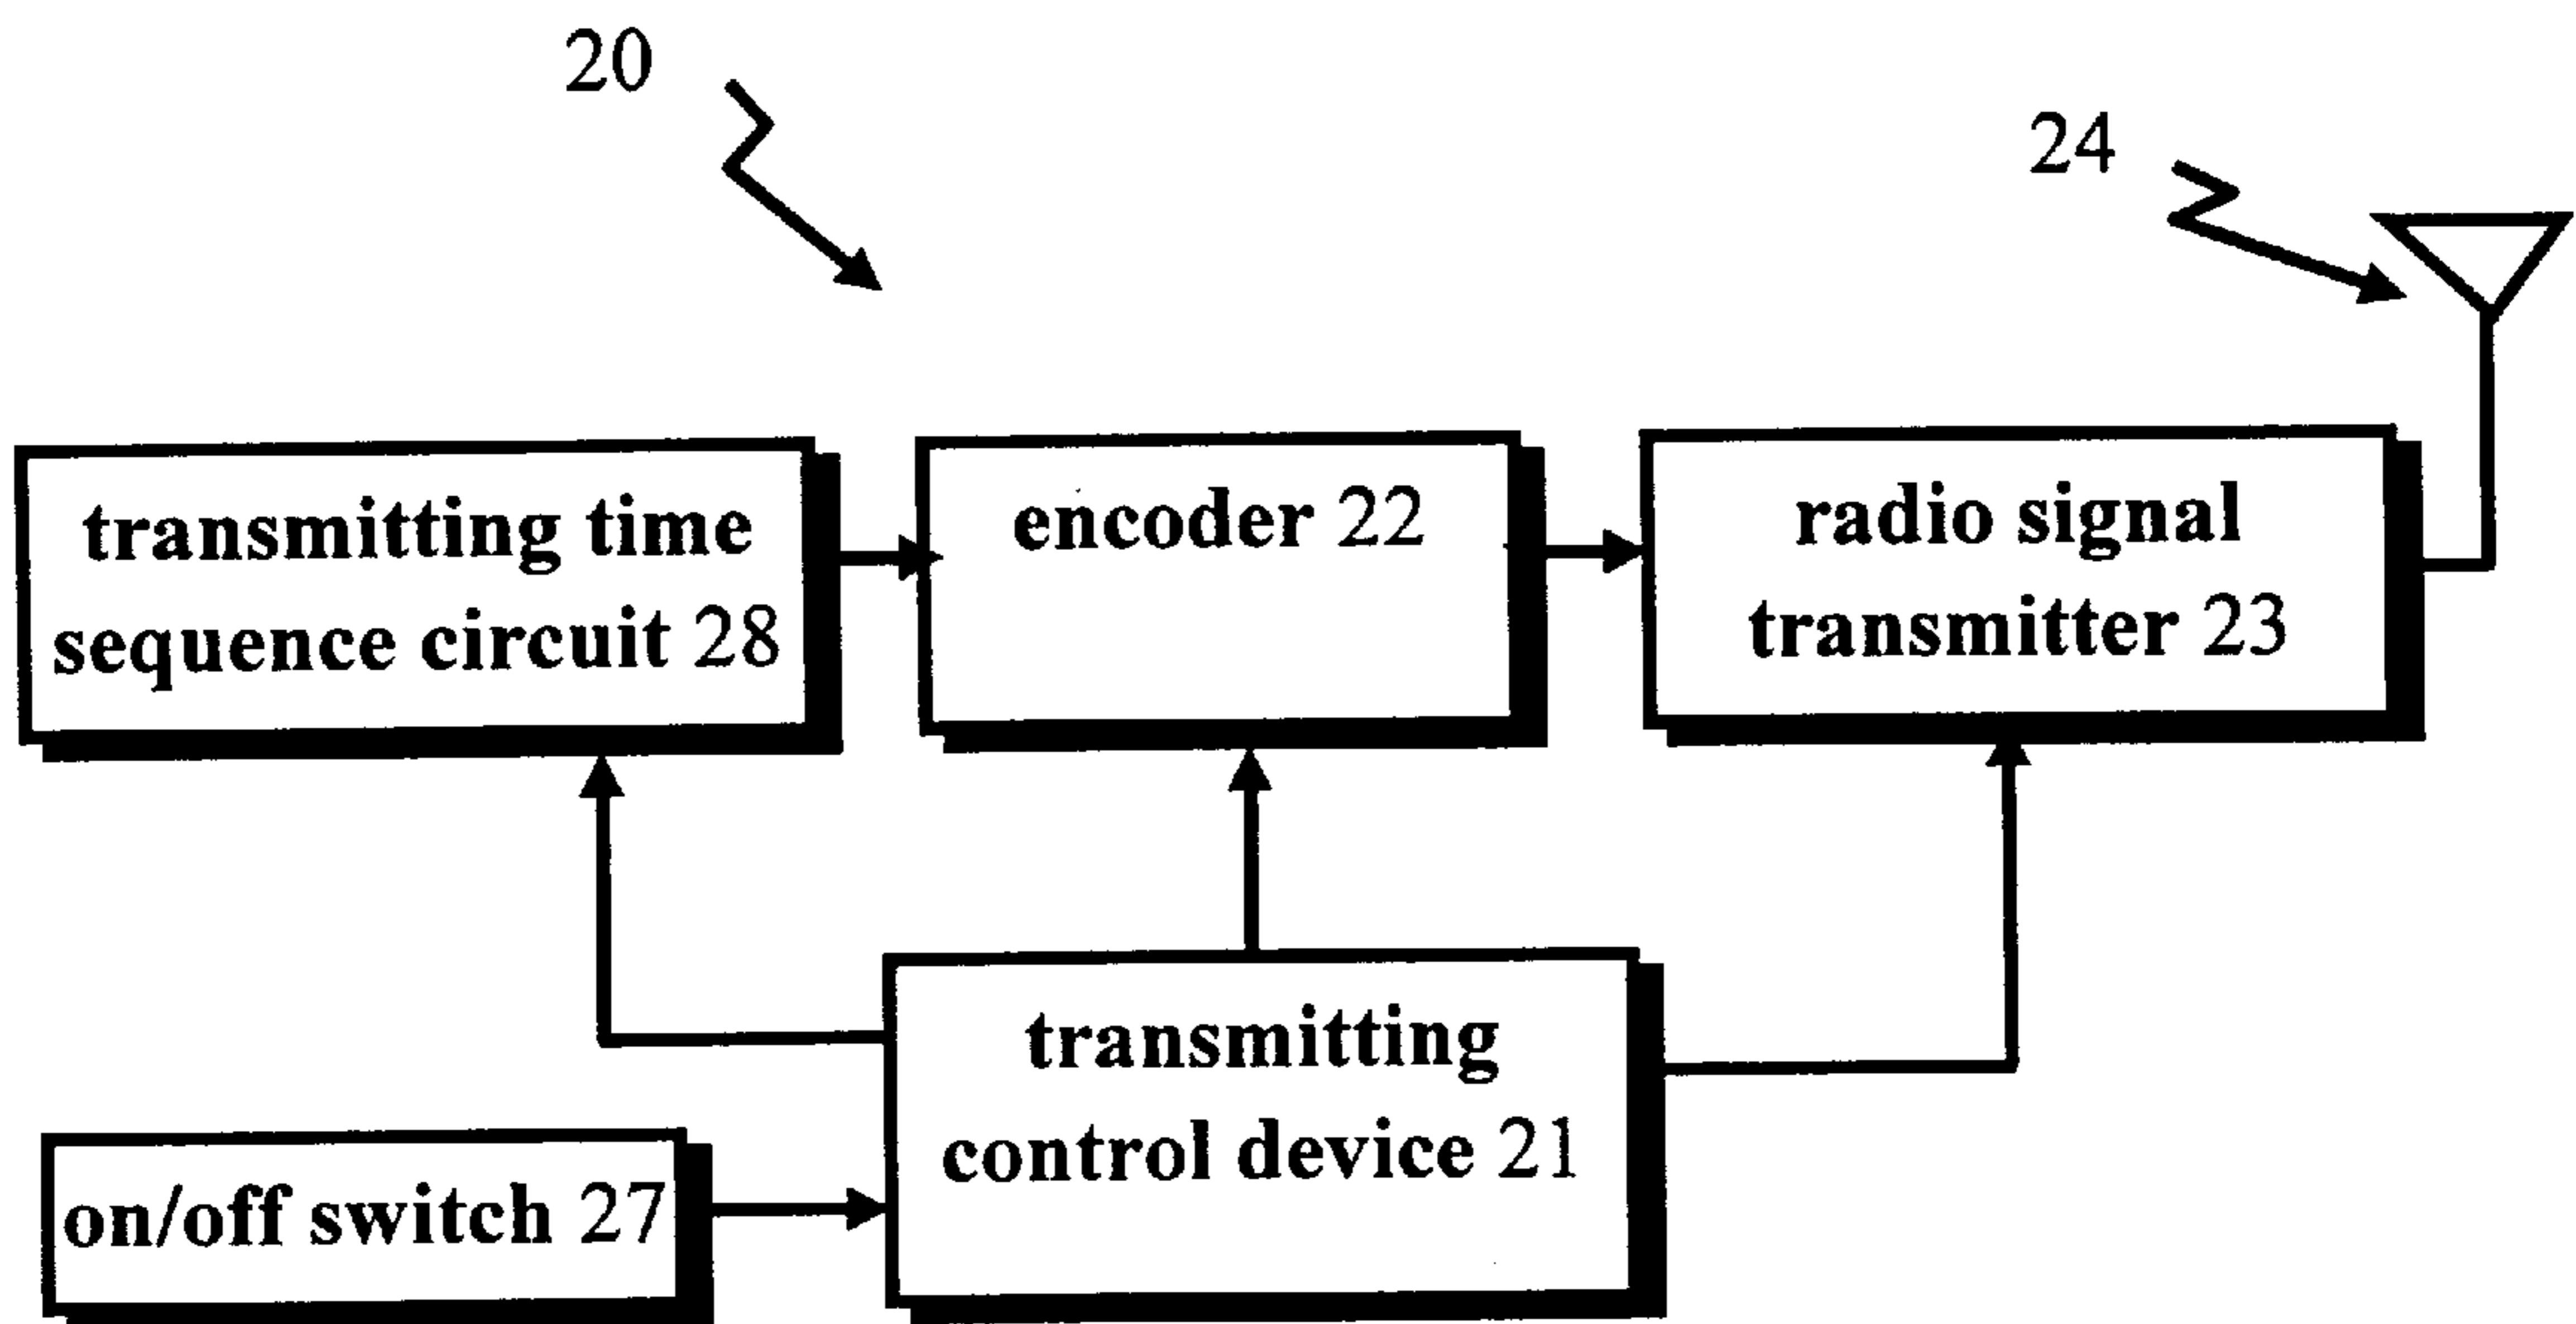 20
24
transmitting time
sequence circuit 28
encoder 22
radio signal
transmitter 23
transmitting
control device 21
on/off switch 27